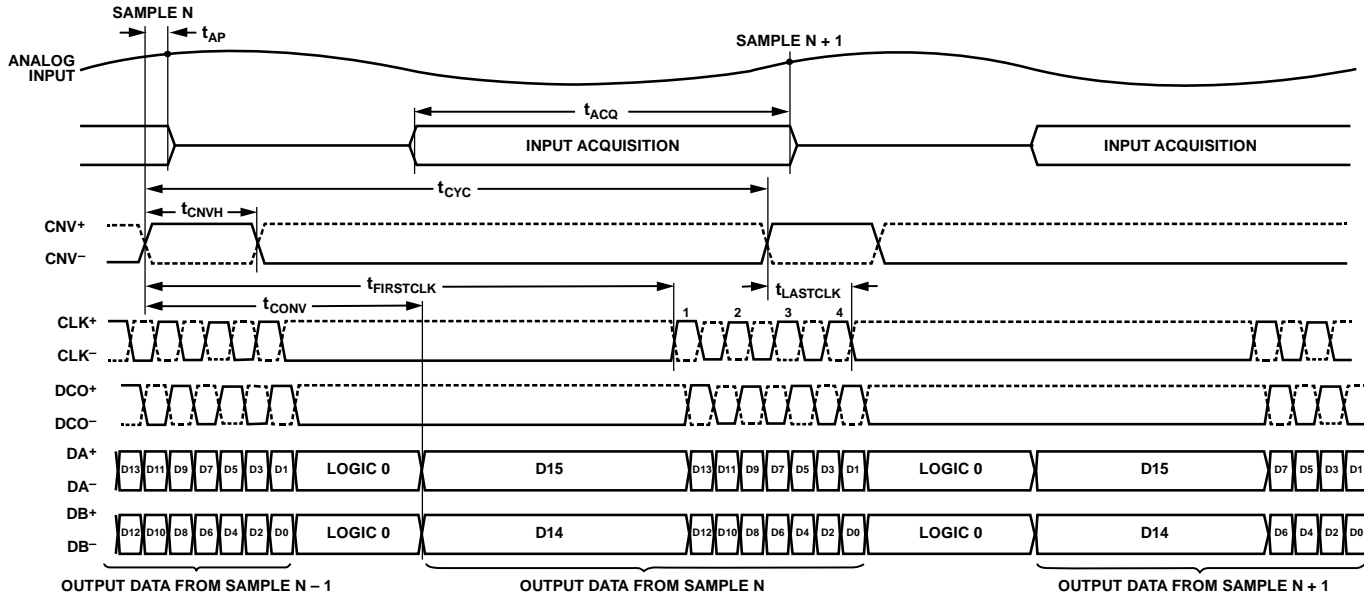 SAMPLE N
tAP
SAMPLE N + 1
ANALOG
INPUT
tACQ
INPUT ACQUISITION
INPUT ACQUISITION
tCYC
tCNVH
CNV+
CNV–
tFIRSTCLK
tLASTCLK
tCONV
1 2 3 4
CLK+
CLK–
DCO+
DCO–
DA+
D13 D11 D9 D7 D5 D3 D1 LOGIC 0 D15 D13 D11 D9 D7 D5 D3 D1 LOGIC 0 D15 D7 D5 D3 D1
DA–
DB+
D12 D10 D8 D6 D4 D2 D0 LOGIC 0 D14 D12 D10 D8 D6 D4 D2 D0 LOGIC 0 D14 D6 D4 D2 D0
DB–
OUTPUT DATA FROM SAMPLE N – 1 OUTPUT DATA FROM SAMPLE N OUTPUT DATA FROM SAMPLE N + 1